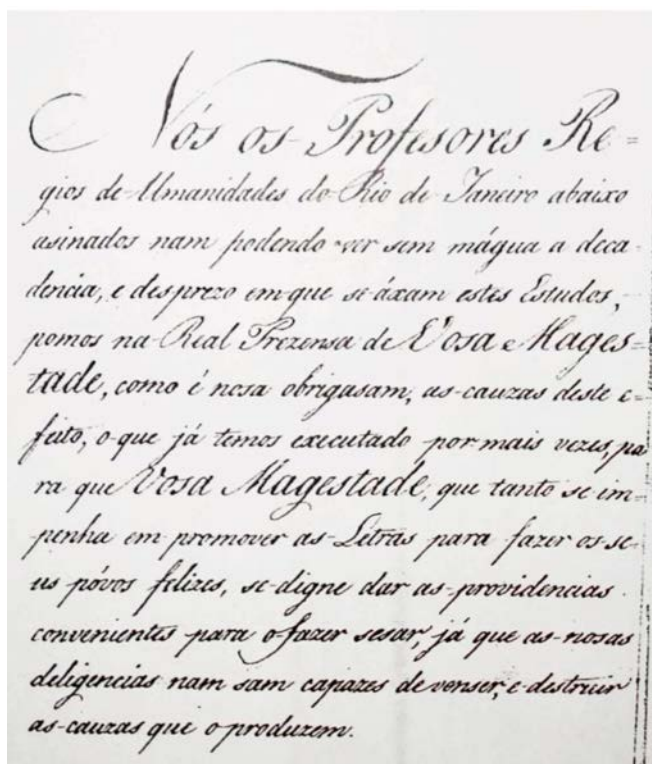 Nós os Profesores Re=
gios de Umanidades do Rio de Janeiro abaixo
asinados nam podendo ver sem mágua a deca-
dencia, e desprezo em que se áxam estes Estudos,
pomos na Real Prezensa de Vosa Mages=
tade, como é nosa obrigasam, as cauzas deste e=
feito, o que já temos executado por mais vezes, pa
ra que Vosa Magestade, que tanto se im=
penha em promover as Letras para fazer os se-
us póvos felizes, se digne dar as providencias
convenientes para o fazer sesar, já que as nosas
deligencias nam sam capazes de venser, e destruir
as cauzas que o produzem.